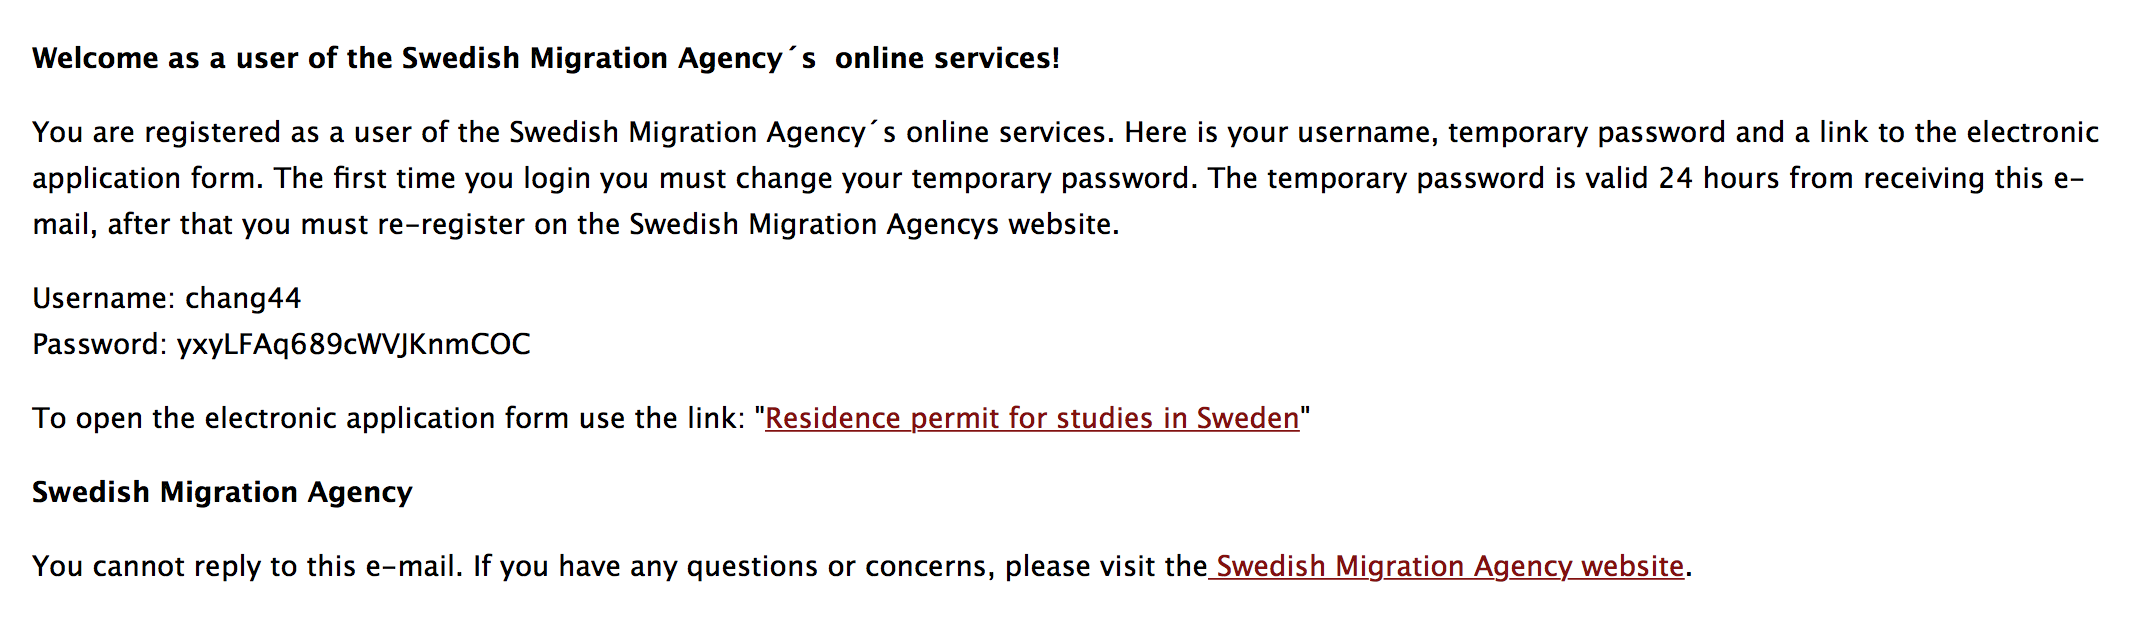 Welcome as a user of the Swedish Migration Agency´s  online services!
You are registered as a user of the Swedish Migration Agency´s online services. Here is your username, temporary password and a link to the electronic
application form. The first time you login you must change your temporary password. The temporary password is valid 24 hours from receiving this e-
mail, after that you must re-register on the Swedish Migration Agencys website.
Username: chang44
Password: yxyLFAq689cWVJKnmCOC
To open the electronic application form use the link: "Residence permit for studies in Sweden"
Swedish Migration Agency
You cannot reply to this e-mail. If you have any questions or concerns, please visit the Swedish Migration Agency website.